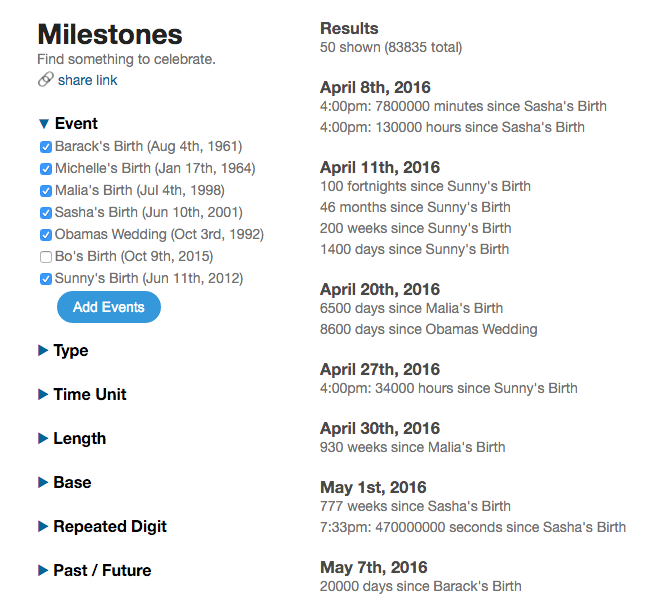 Milestones
Find something to celebrate.
share link
Event
Barack's Birth (Aug 4th, 1961)
Michelle's Birth (Jan 17th, 1964)
Malia's Birth (Jul 4th, 1998)
Sasha's Birth (Jun 10th, 2001)
Obamas Wedding (Oct 3rd, 1992)
Bo's Birth (Oct 9th, 2015)
Sunny's Birth (Jun 11th, 2012)
Add Events
Type
Time Unit
Length
Base
Repeated Digit
Past / Future
Results
50 shown (83835 total)
April 8th, 2016
4:00pm: 7800000 minutes since Sasha's Birth
4:00pm: 130000 hours since Sasha's Birth
April 11th, 2016
100 fortnights since Sunny's Birth
46 months since Sunny's Birth
200 weeks since Sunny's Birth
1400 days since Sunny's Birth
April 20th, 2016
6500 days since Malia's Birth
8600 days since Obamas Wedding
April 27th, 2016
4:00pm: 34000 hours since Sunny's Birth
April 30th, 2016
930 weeks since Malia's Birth
May 1st, 2016
777 weeks since Sasha's Birth
7:33pm: 470000000 seconds since Sasha's Birth
May 7th, 2016
20000 days since Barack's Birth